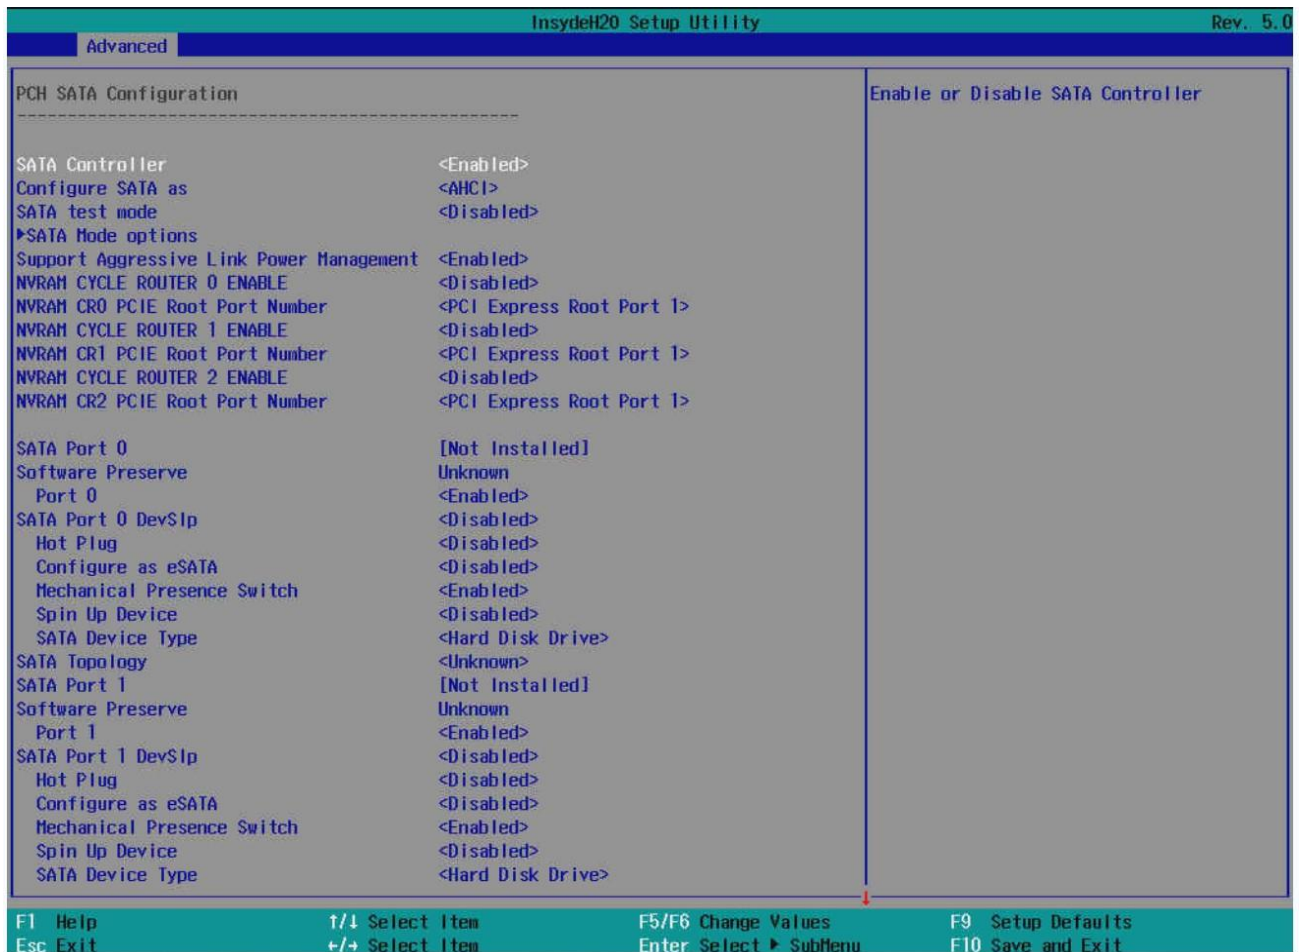 InsydeH20 Setup Utility Rev. 5.0
Advanced
PCH SATA Configuration Enable or Disable SATA Controller
--------------------------------------------------
SATA Controller <Enabled>
Configure SATA as <AHCI>
SATA test mode <Disabled>
▶SATA Mode options
Support Aggressive Link Power Management <Enabled>
NVRAM CYCLE ROUTER 0 ENABLE <Disabled>
NVRAM CR0 PCIE Root Port Number <PCI Express Root Port 1>
NVRAM CYCLE ROUTER 1 ENABLE <Disabled>
NVRAM CR1 PCIE Root Port Number <PCI Express Root Port 1>
NVRAM CYCLE ROUTER 2 ENABLE <Disabled>
NVRAM CR2 PCIE Root Port Number <PCI Express Root Port 1>
SATA Port 0 [Not Installed]
Software Preserve Unknown
Port 0 <Enabled>
SATA Port 0 DevSlp <Disabled>
Hot Plug <Disabled>
Configure as eSATA <Disabled>
Mechanical Presence Switch <Enabled>
Spin Up Device <Disabled>
SATA Device Type <Hard Disk Drive>
SATA Topology <Unknown>
SATA Port 1 [Not Installed]
Software Preserve Unknown
Port 1 <Enabled>
SATA Port 1 DevSlp <Disabled>
Hot Plug <Disabled>
Configure as eSATA <Disabled>
Mechanical Presence Switch <Enabled>
Spin Up Device <Disabled>
SATA Device Type <Hard Disk Drive>
F1 Help ↑/↓ Select Item F5/F6 Change Values F9 Setup Defaults
Esc Exit ←/→ Select Item Enter Select ▶ SubMenu F10 Save and Exit